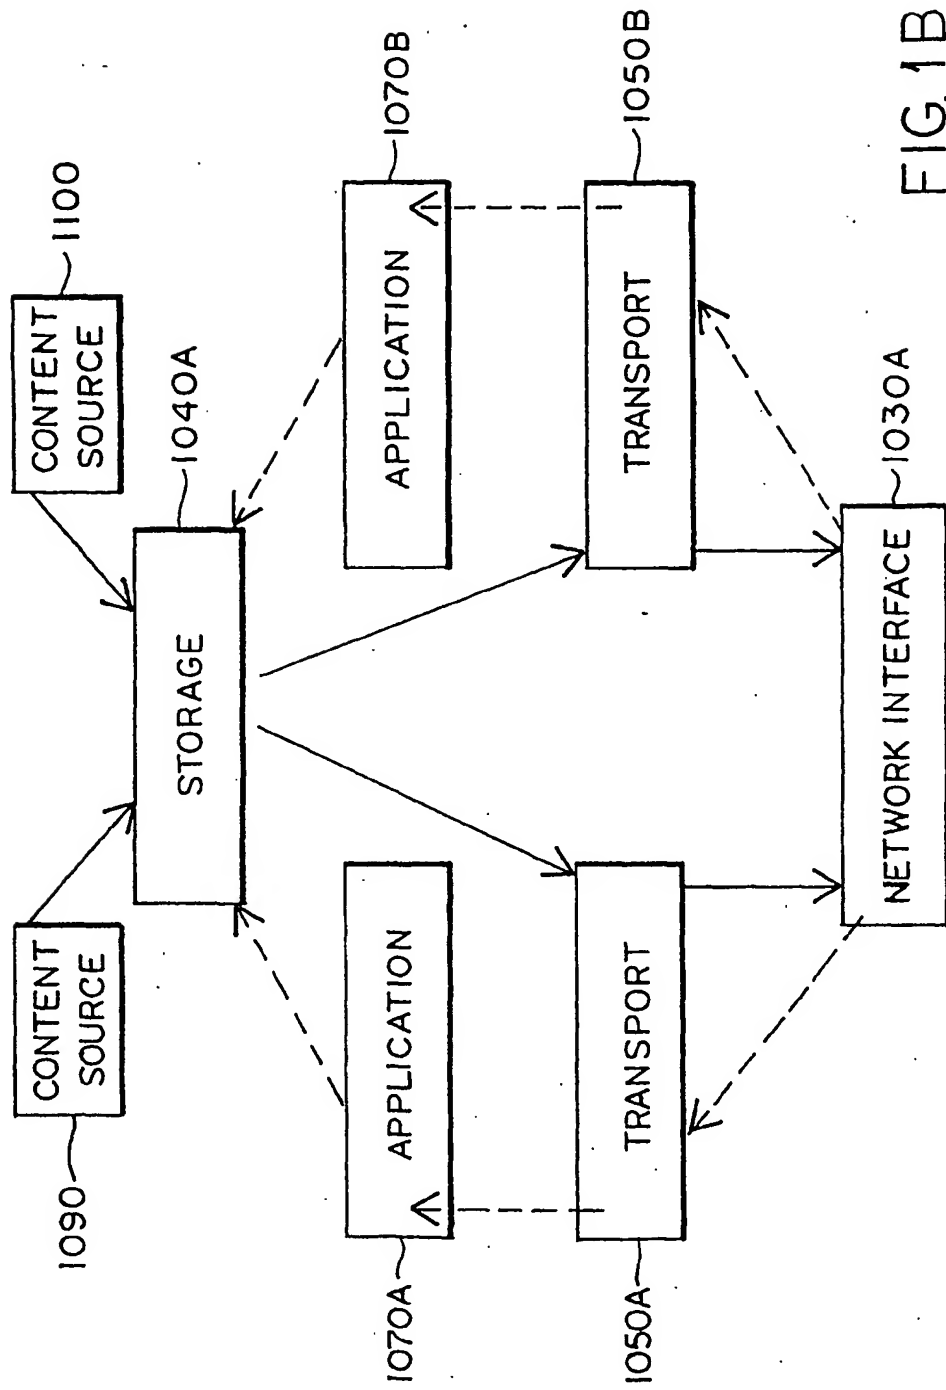 1090
CONTENT
SOURCE
CONTENT
SOURCE
1100
STORAGE
1040A
1070A
APPLICATION
APPLICATION
1070B
1050A
TRANSPORT
TRANSPORT
1050B
NETWORK INTERFACE
1030A
FIG. 1B